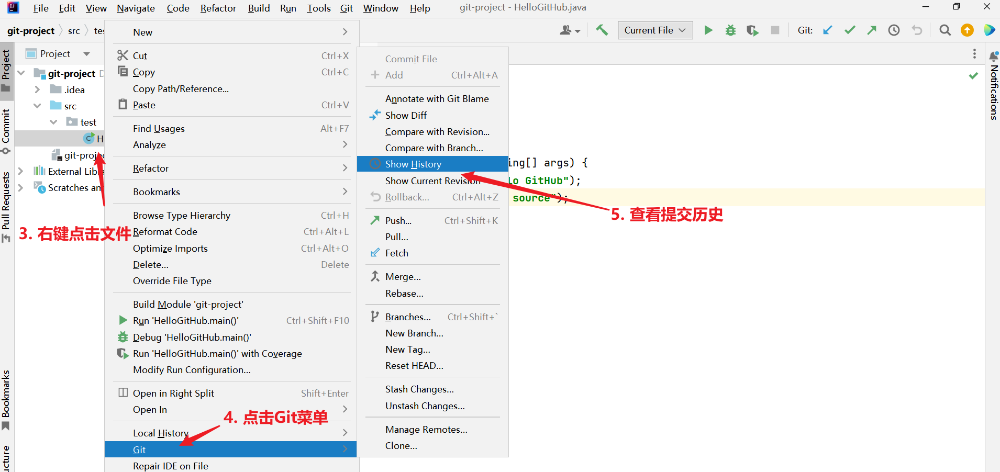 File Edit View Navigate Code Refactor Build Run Tools Git Window Help git-project - HelloGitHub.java
git-project src tes
Current File
Git:
Project
git-project D
.idea
src
test
H
git-project
External Libra
Scratches an
Project
Commit
Pull Requests
Bookmarks
ucture
Notifications
New
Cut Ctrl+X
Copy Ctrl+C
Copy Path/Reference...
Paste Ctrl+V
Find Usages Alt+F7
Analyze
Refactor
Bookmarks
Browse Type Hierarchy Ctrl+H
Reformat Code Ctrl+Alt+L
Optimize Imports Ctrl+Alt+O
Delete... Delete
Override File Type
Build Module 'git-project'
Run 'HelloGitHub.main()' Ctrl+Shift+F10
Debug 'HelloGitHub.main()'
Run 'HelloGitHub.main()' with Coverage
Modify Run Configuration...
Open in Right Split Shift+Enter
Open In
Local History
Git
Repair IDE on File
Commit File
Add Ctrl+Alt+A
Annotate with Git Blame
Show Diff
Compare with Revision...
Compare with Branch...
Show History
Show Current Revision
Rollback... Ctrl+Alt+Z
Push... Ctrl+Shift+K
Pull...
Fetch
Merge...
Rebase...
Branches... Ctrl+Shift+`
New Branch...
New Tag...
Reset HEAD...
Stash Changes...
Unstash Changes...
Manage Remotes...
Clone...
ing[] args) {
lo GitHub");
source");
3. 右键点击文件
4. 点击Git菜单
5. 查看提交历史